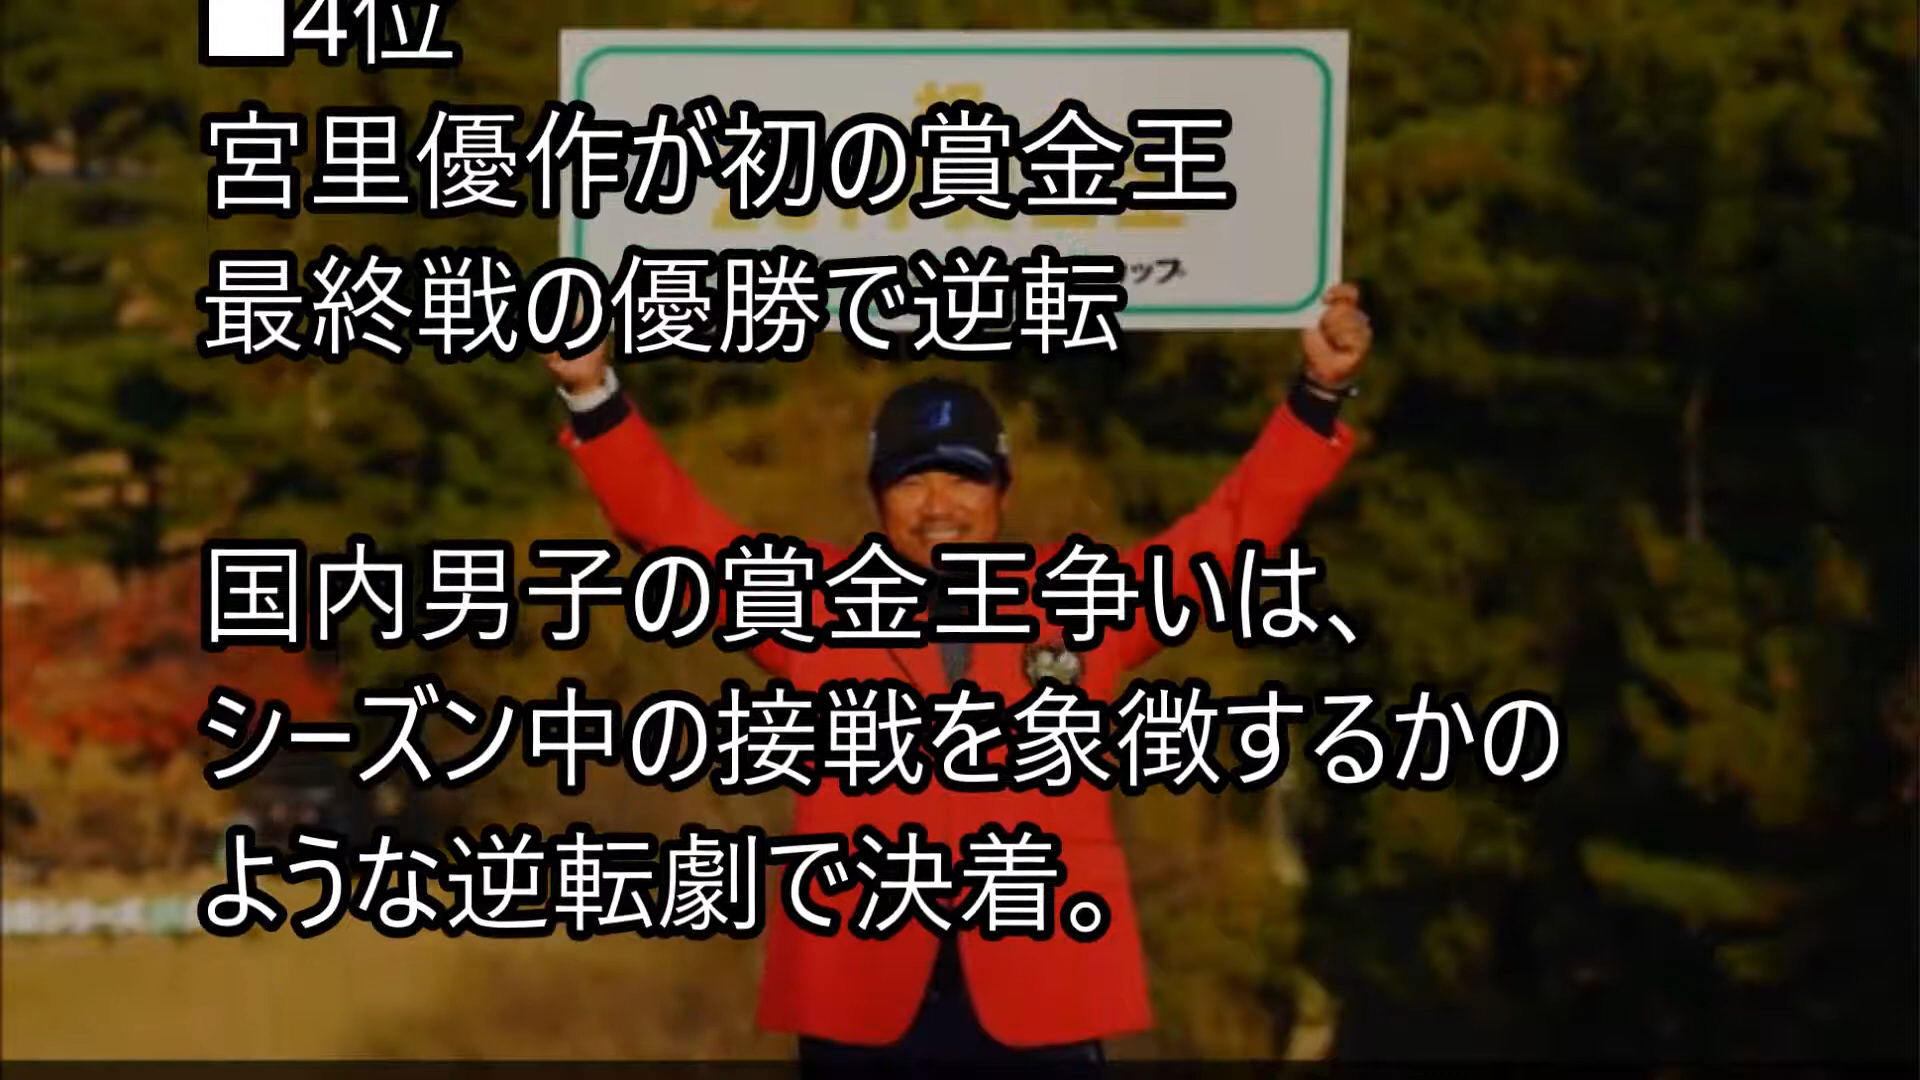 ■4位
宮里優作が初の賞金王
最終戦の優勝で逆転
ップ
国内男子の賞金王争いは、
シーズン中の接戦を象徴するかの
ような逆転劇で決着。